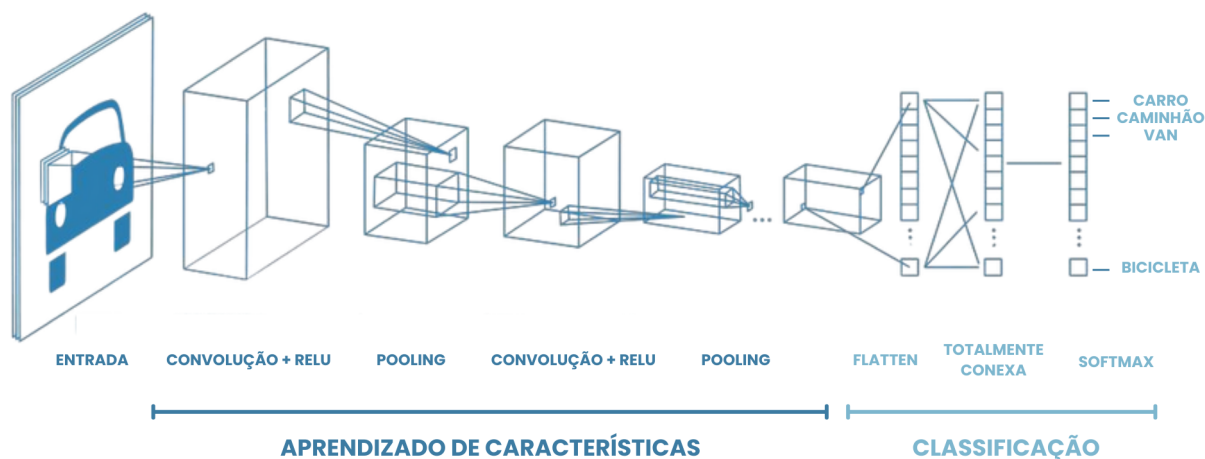 CARRO
CAMINHÃO
VAN
BICICLETA
ENTRADA
CONVOLUÇÃO + RELU
POOLING
CONVOLUÇÃO + RELU
POOLING
FLATTEN
TOTALMENTE
CONEXA
SOFTMAX
APRENDIZADO DE CARACTERÍSTICAS
CLASSIFICAÇÃO